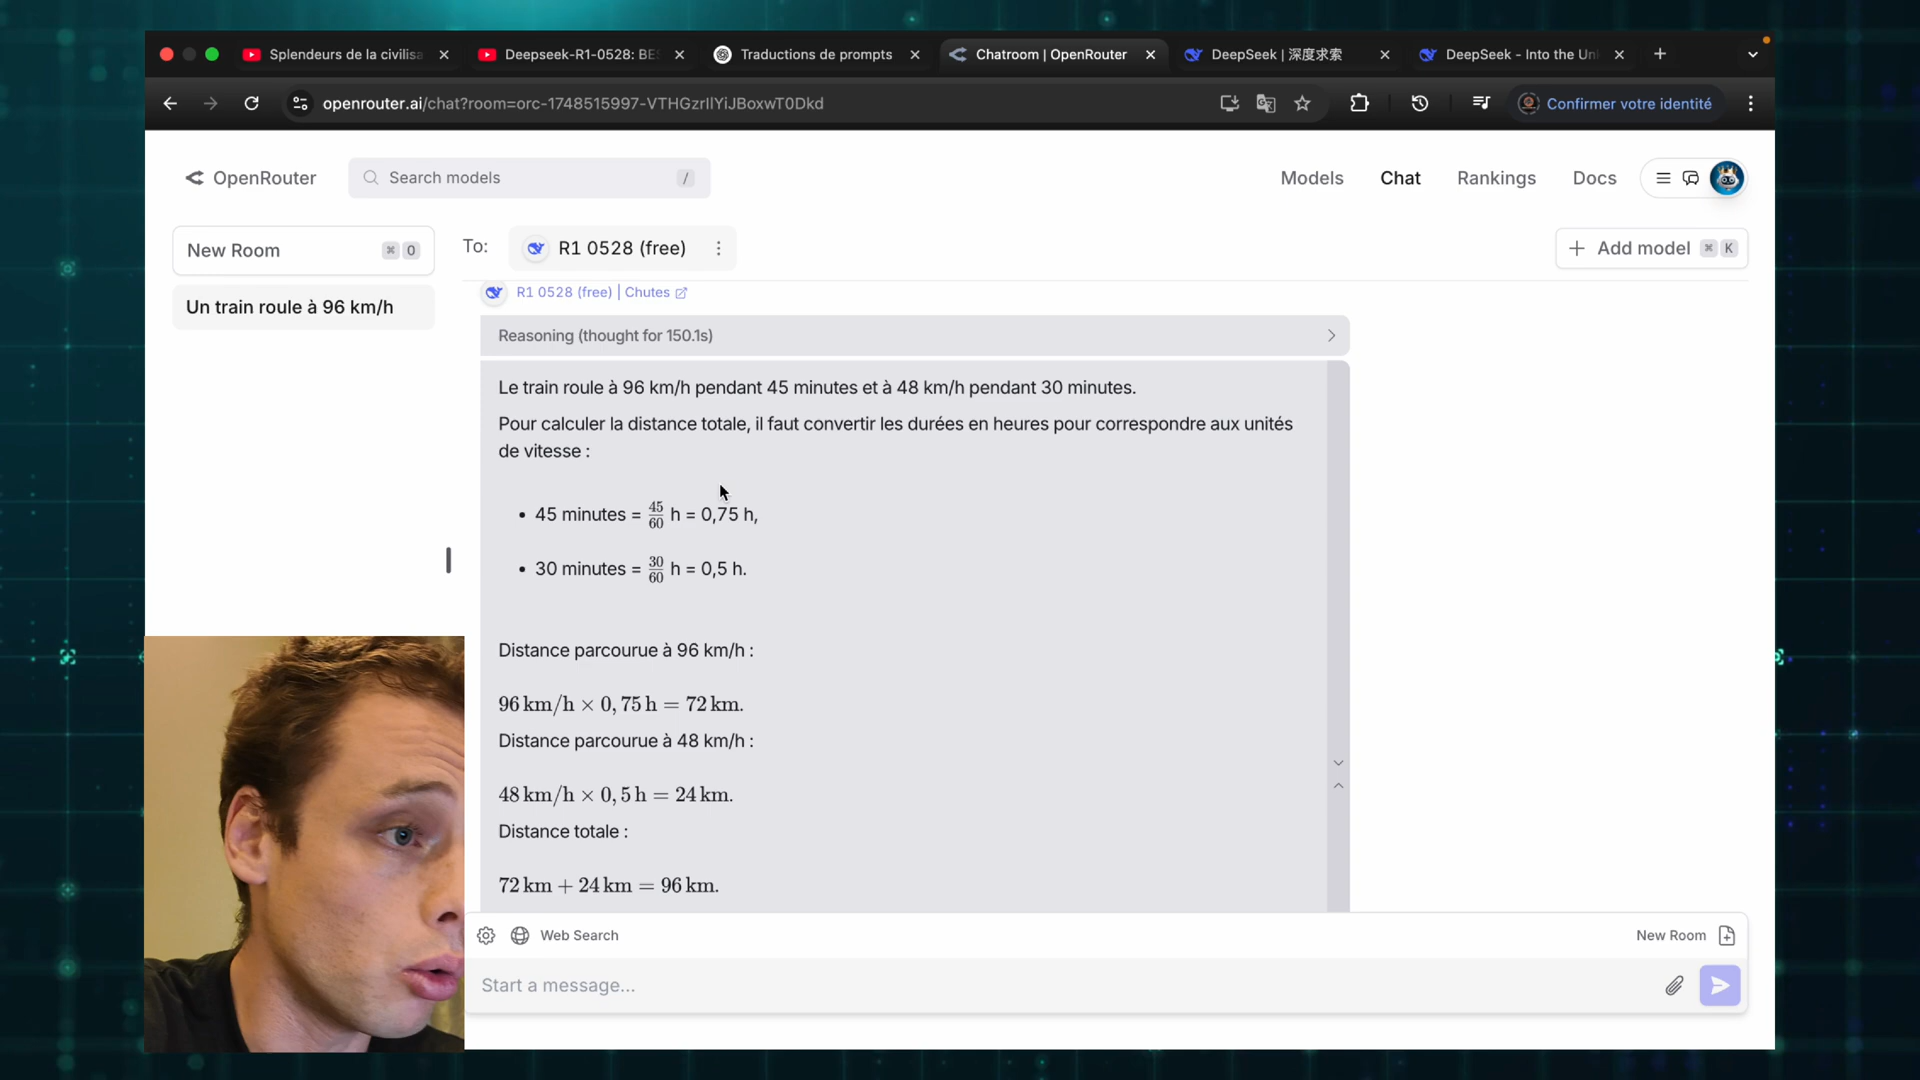 Splendeurs de la civilisa
Deepseek-R1-0528: BES
Traductions de prompts
Chatroom | OpenRouter
DeepSeek | 深度求索
DeepSeek - Into the Un
openrouter.ai/chat?room=orc-1748515997-VTHGzrIlYiJBoxwT0Dkd
Confirmer votre identité
OpenRouter
Search models
/
Models
Chat
Rankings
Docs
New Room
⌘ O
To:
R1 0528 (free)
+ Add model
⌘ K
Un train roule à 96 km/h
R1 0528 (free) | Chutes
Reasoning (thought for 150.1s)
Le train roule à 96 km/h pendant 45 minutes et à 48 km/h pendant 30 minutes.
Pour calculer la distance totale, il faut convertir les durées en heures pour correspondre aux unités
de vitesse :
• 45 minutes = 45/60 h = 0,75 h,
• 30 minutes = 30/60 h = 0,5 h.
Distance parcourue à 96 km/h :
96 km/h × 0, 75 h = 72 km.
Distance parcourue à 48 km/h :
48 km/h × 0, 5 h = 24 km.
Distance totale :
72 km + 24 km = 96 km.
Web Search
New Room
Start a message...